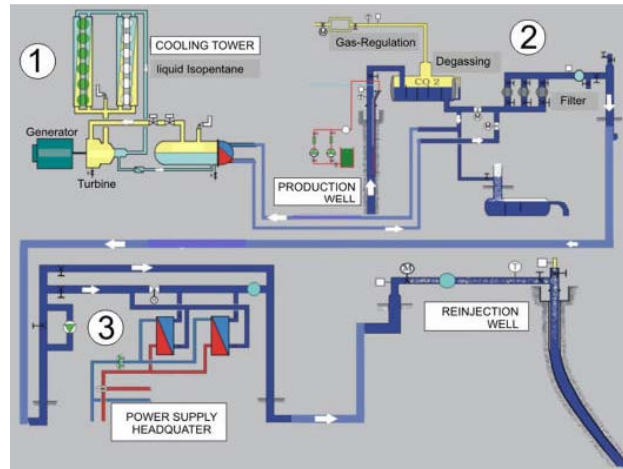 1
COOLING TOWER
liquid Isopentane
Generator
Turbine
Gas-Regulation
Degassing
CO 2
2
Filter
PRODUCTION
WELL
3
POWER SUPPLY
HEADQUATER
M
T
REINJECTION
WELL